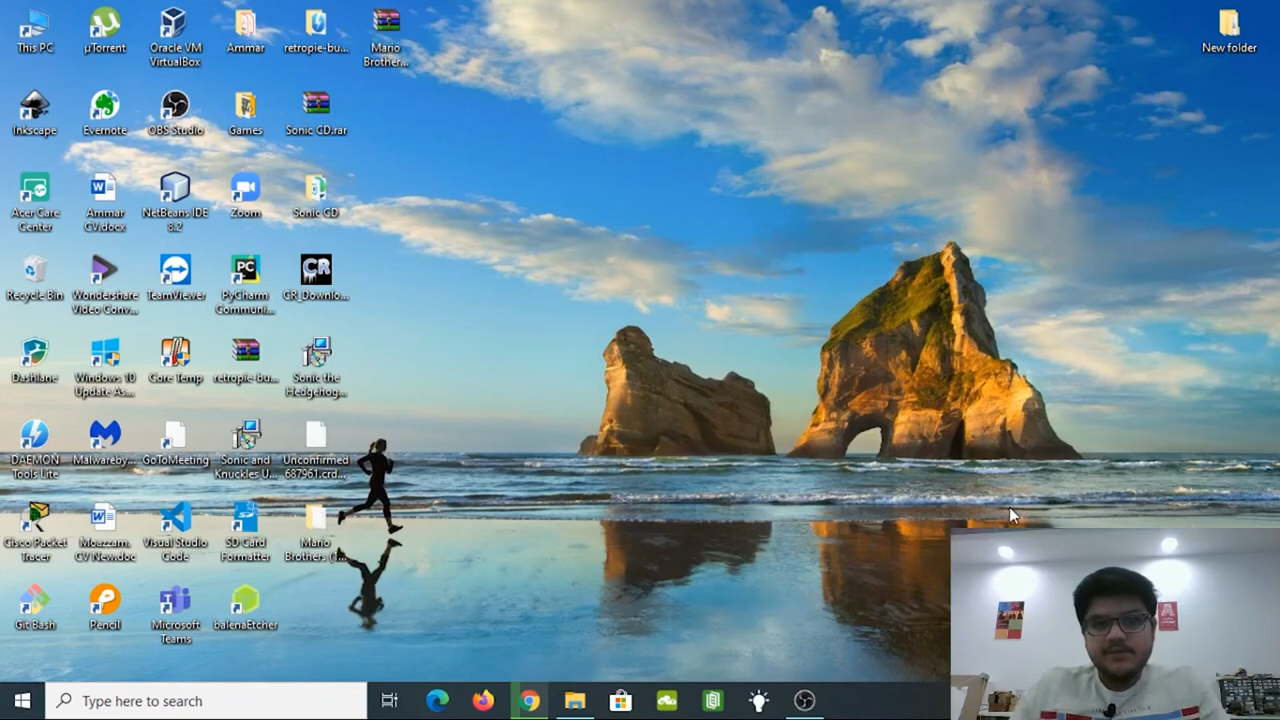 This PC
µTorrent
Oracle VM
VirtualBox
Ammar
retropie-bu...
Mario
Brother...
New folder
Inkscape
Evernote
OBS Studio
Games
Sonic CD.rar
Acer Care
Center
Ammar
CV.docx
NetBeans IDE
8.2
Zoom
Sonic CD
Recycle Bin
Wondershare
Video Conv...
TeamViewer
PyCharm
Communi...
CR_Downlo...
Dashlane
Windows 10
Update As...
Core Temp
retropie-bu...
Sonic the
Hedgehog...
DAEMON
Tools Lite
Malwareby...
GoToMeeting
Sonic and
Knuckles U...
Unconfirmed
687961.crd...
Cisco Packet
Tracer
Moazzam,
CV New.doc
Visual Studio
Code
SD Card
Formatter
Mario
Brothers (1...
Git Bash
Pencil
Microsoft
Teams
balenaEtcher
Type here to search